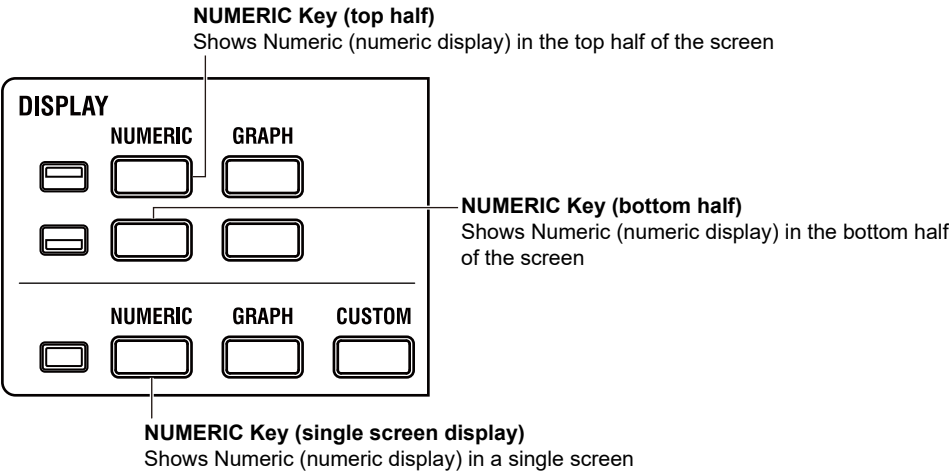 NUMERIC Key (top half)
Shows Numeric (numeric display) in the top half of the screen
DISPLAY
NUMERIC GRAPH
NUMERIC Key (bottom half)
Shows Numeric (numeric display) in the bottom half
of the screen
NUMERIC GRAPH CUSTOM
NUMERIC Key (single screen display)
Shows Numeric (numeric display) in a single screen